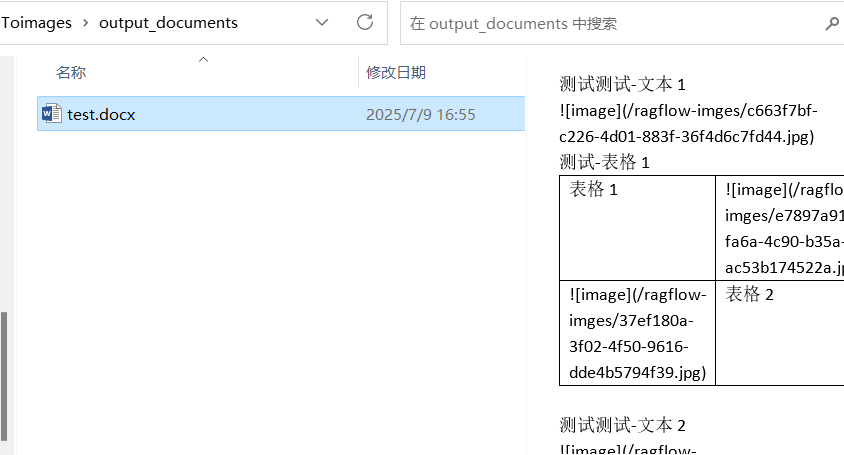 Toimages › output_documents
在 output_documents 中搜索
名称 修改日期
test.docx 2025/7/9 16:55
测试测试-文本 1
![image](/ragflow-imges/c663f7bf-
c226-4d01-883f-36f4d6c7fd44.jpg)
测试-表格 1
表格 1
![image](/ragflo
imges/e7897a91
fa6a-4c90-b35a-
ac53b174522a.jp
![image](/ragflow-
imges/37ef180a-
3f02-4f50-9616-
dde4b5794f39.jpg)
表格 2
测试测试-文本 2
![image](/ragflow-